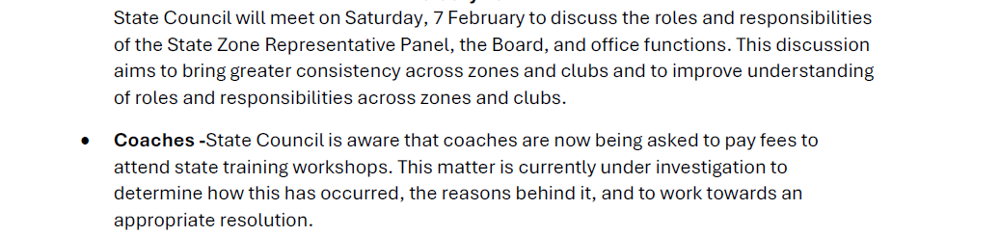 State Council will meet on Saturday, 7 February to discuss the roles and responsibilities
of the State Zone Representative Panel, the Board, and office functions. This discussion
aims to bring greater consistency across zones and clubs and to improve understanding
of roles and responsibilities across zones and clubs.
• Coaches -State Council is aware that coaches are now being asked to pay fees to
attend state training workshops. This matter is currently under investigation to
determine how this has occurred, the reasons behind it, and to work towards an
appropriate resolution.